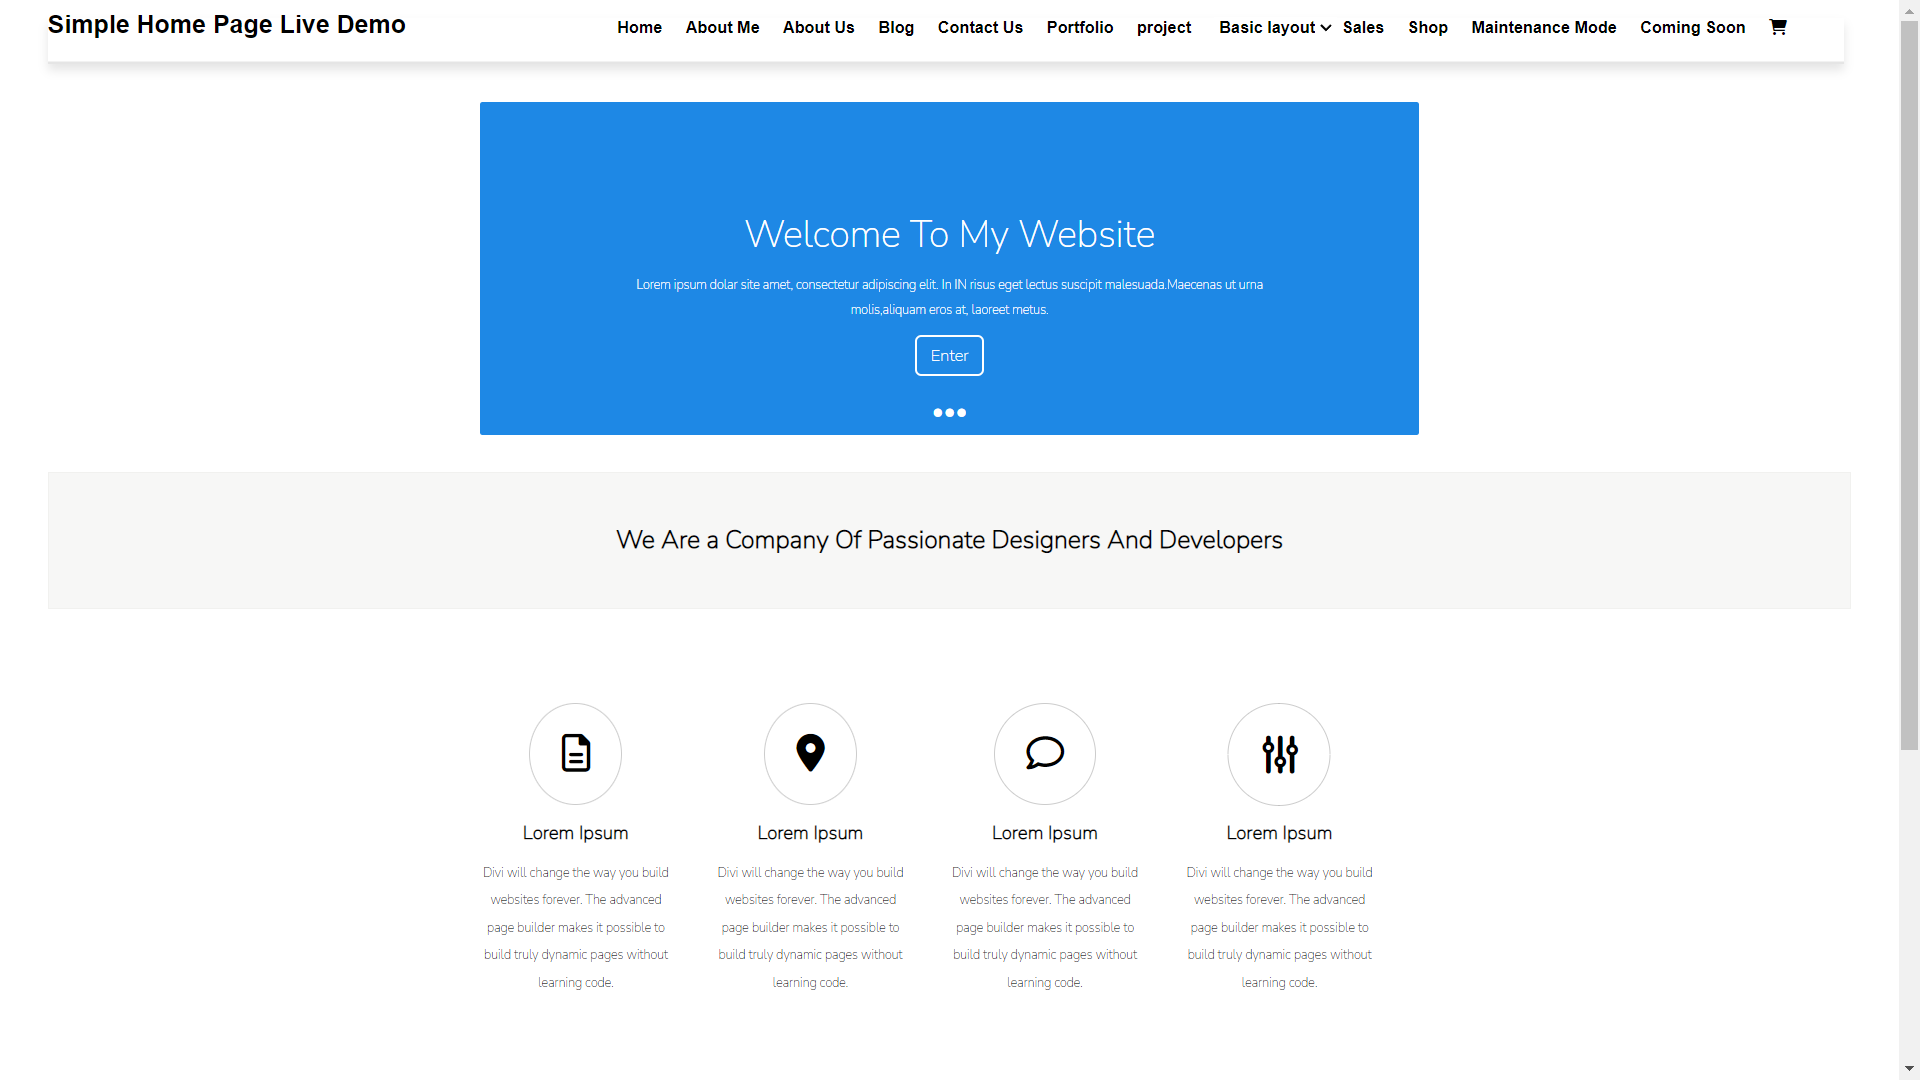 Simple Home Page Live Demo
Home About Me About Us Blog Contact Us Portfolio project Basic layout Sales Shop Maintenance Mode Coming Soon
Welcome To My Website
Lorem ipsum dolar site amet, consectetur adipiscing elit. In IN risus eget lectus suscipit malesuada.Maecenas ut urna
molis,aliquam eros at, laoreet metus.
Enter
We Are a Company Of Passionate Designers And Developers
Lorem Ipsum
Divi will change the way you build
websites forever. The advanced
page builder makes it possible to
build truly dynamic pages without
learning code.
Lorem Ipsum
Divi will change the way you build
websites forever. The advanced
page builder makes it possible to
build truly dynamic pages without
learning code.
Lorem Ipsum
Divi will change the way you build
websites forever. The advanced
page builder makes it possible to
build truly dynamic pages without
learning code.
Lorem Ipsum
Divi will change the way you build
websites forever. The advanced
page builder makes it possible to
build truly dynamic pages without
learning code.